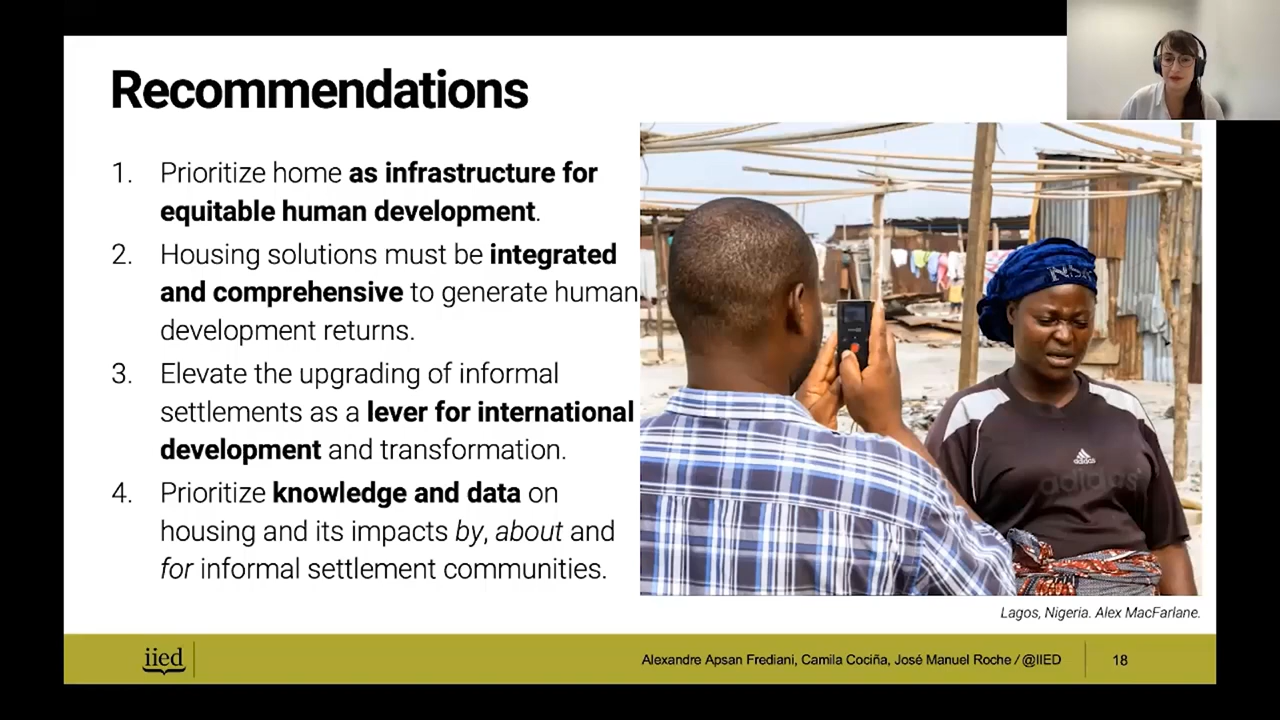 Recommendations
1. Prioritize home as infrastructure for
equitable human development.
2. Housing solutions must be integrated
and comprehensive to generate human
development returns.
3. Elevate the upgrading of informal
settlements as a lever for international
development and transformation.
4. Prioritize knowledge and data on
housing and its impacts by, about and
for informal settlement communities.
adidas
adidas
Lagos, Nigeria. Alex MacFarlane.
iied
Alexandre Apsan Frediani, Camila Cociña, José Manuel Roche / @IIED
18